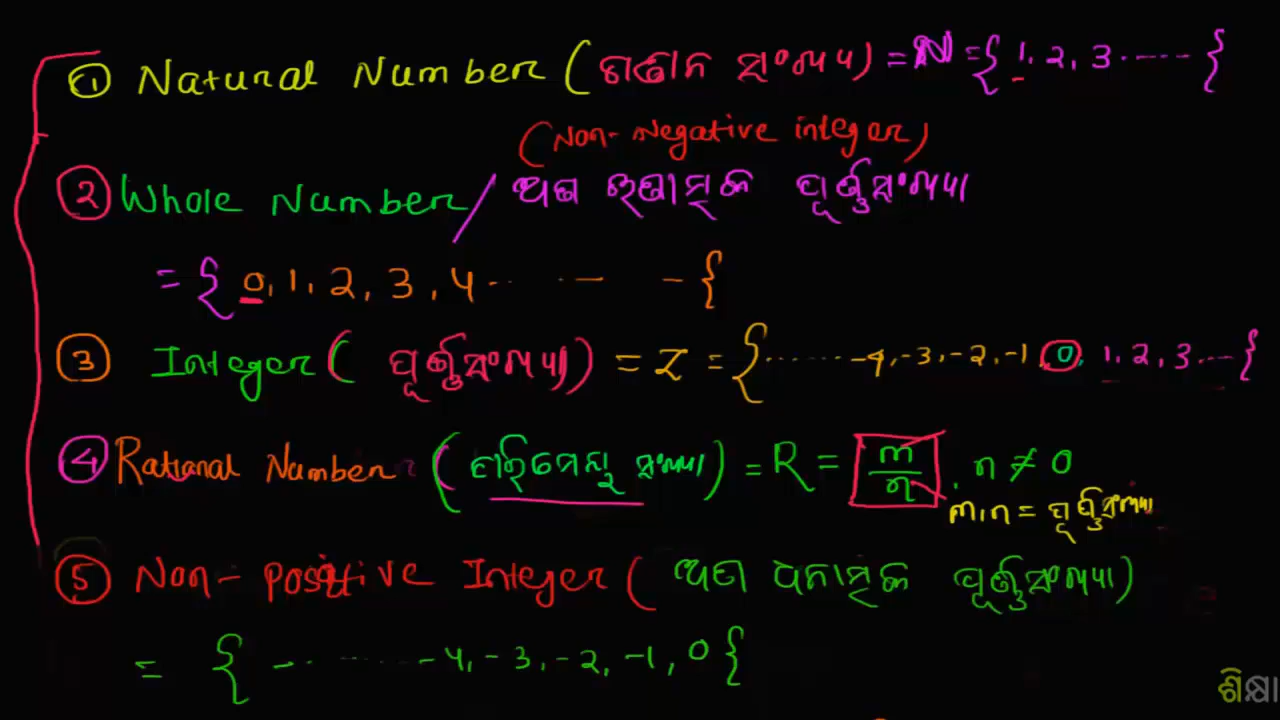 ① Natural Number (ଗଣନ ସଂଖ୍ୟା) = N = {1, 2, 3 ...... {
(Non-Negative integer)
② Whole Number / ଅଣ ଋଣାତ୍ମକ ପୂର୍ଣ୍ଣସଂଖ୍ୟା
= { 0, 1, 2, 3, 4 ... ... - {
③ Integer ( ପୂର୍ଣ୍ଣସଂଖ୍ୟା) = Z = {....... -4, -3, -2, -1, 0, 1, 2, 3 ... {
④ Rational Number ( ସଂଖ୍ୟା) = R = m/n, n ≠ 0
m, n = ପୂର୍ଣ୍ଣସଂଖ୍ୟା
⑤ Non-Positive Integer ( ଅଣ ଧନାତ୍ମକ ପୂର୍ଣ୍ଣସଂଖ୍ୟା)
= { - ....... -4, -3, -2, -1, 0 {
ଶିକ୍ଷା